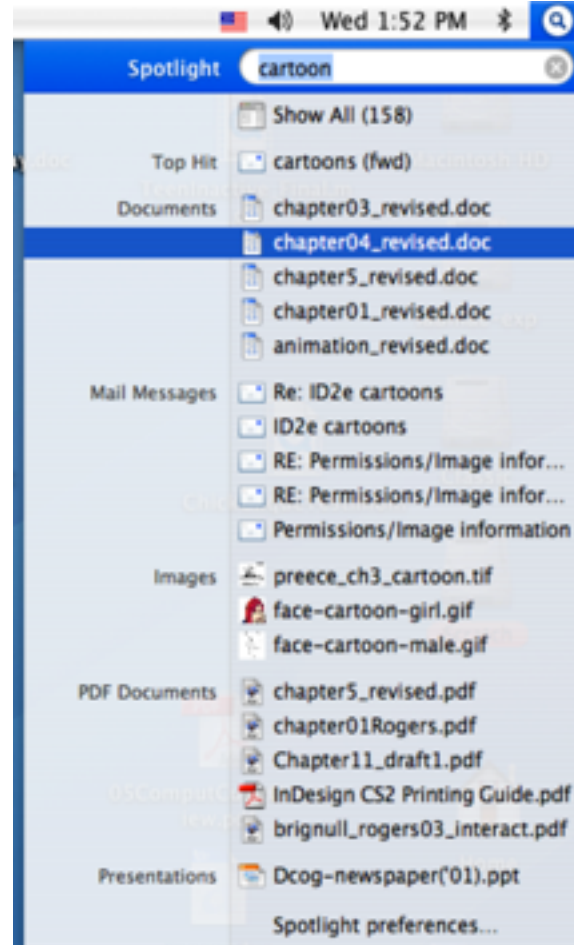 Wed 1:52 PM
Spotlight cartoon
Show All (158)
Top Hit cartoons (fwd)
Documents chapter03_revised.doc
chapter04_revised.doc
chapter5_revised.doc
chapter01_revised.doc
animation_revised.doc
Mail Messages Re: ID2e cartoons
ID2e cartoons
RE: Permissions/Image infor...
RE: Permissions/Image infor...
Permissions/Image information
Images preece_ch3_cartoon.tif
face-cartoon-girl.gif
face-cartoon-male.gif
PDF Documents chapter5_revised.pdf
chapter01Rogers.pdf
Chapter11_draft1.pdf
InDesign CS2 Printing Guide.pdf
brignull_rogers03_interact.pdf
Presentations Dcog-newspaper('01).ppt
Spotlight preferences...